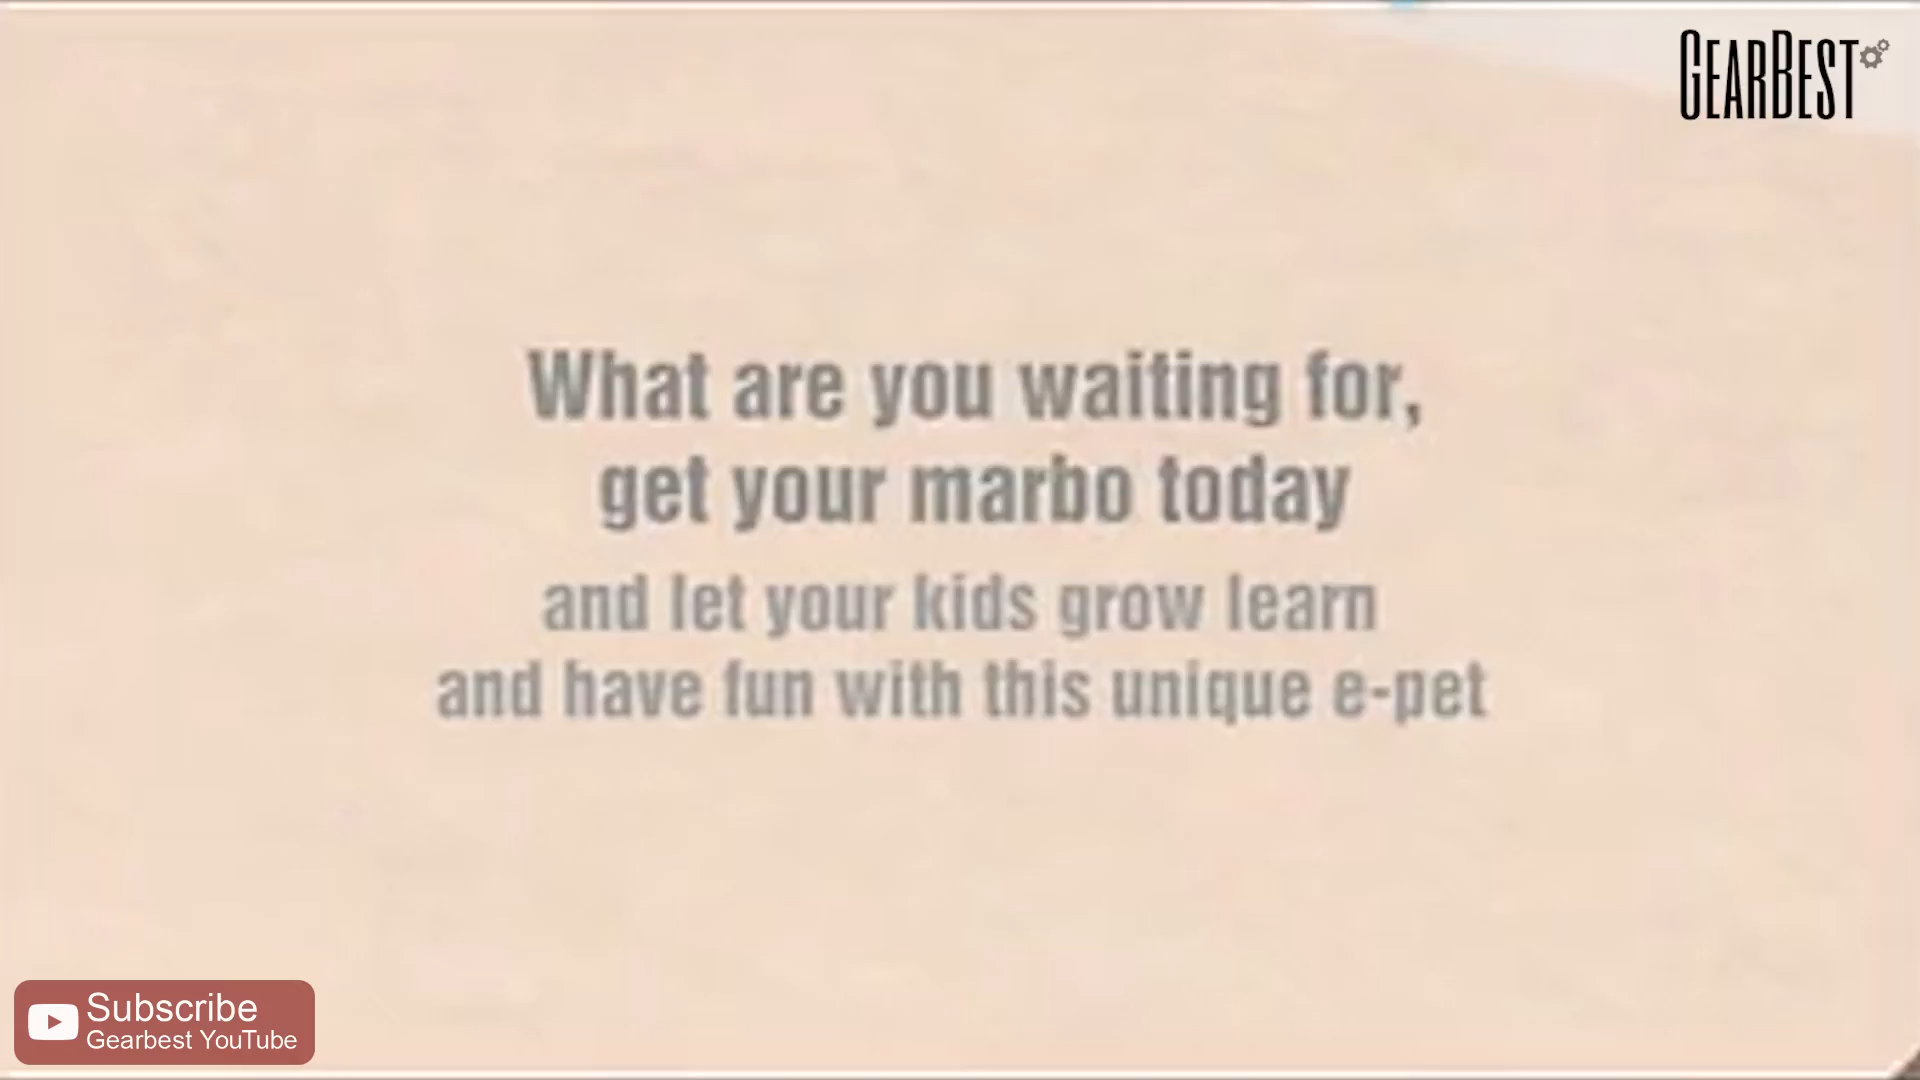 GEARBEST
What are you waiting for,
get your marbo today
and let your kids grow learn
and have fun with this unique e-pet
Subscribe
Gearbest YouTube